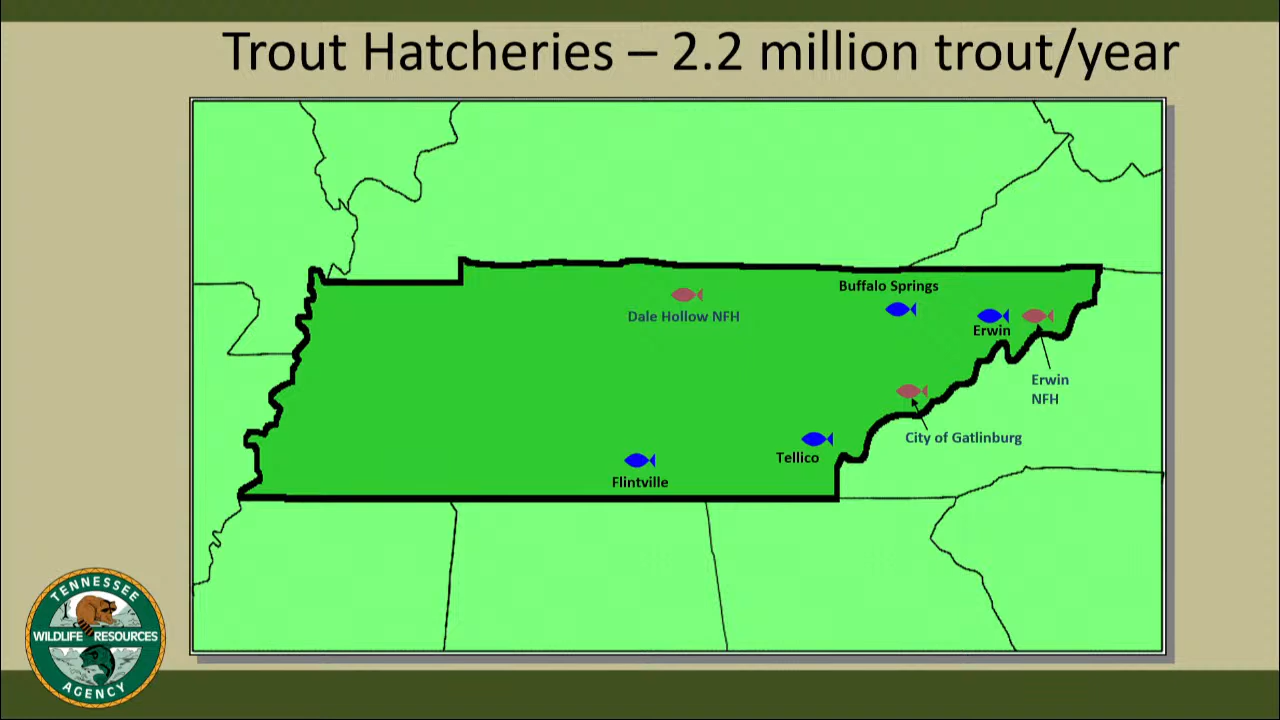 Trout Hatcheries – 2.2 million trout/year
Buffalo Springs
Dale Hollow NFH
Erwin
Erwin
NFH
City of Gatlinburg
Tellico
Flintville
TENNESSEE
WILDLIFE RESOURCES
AGENCY